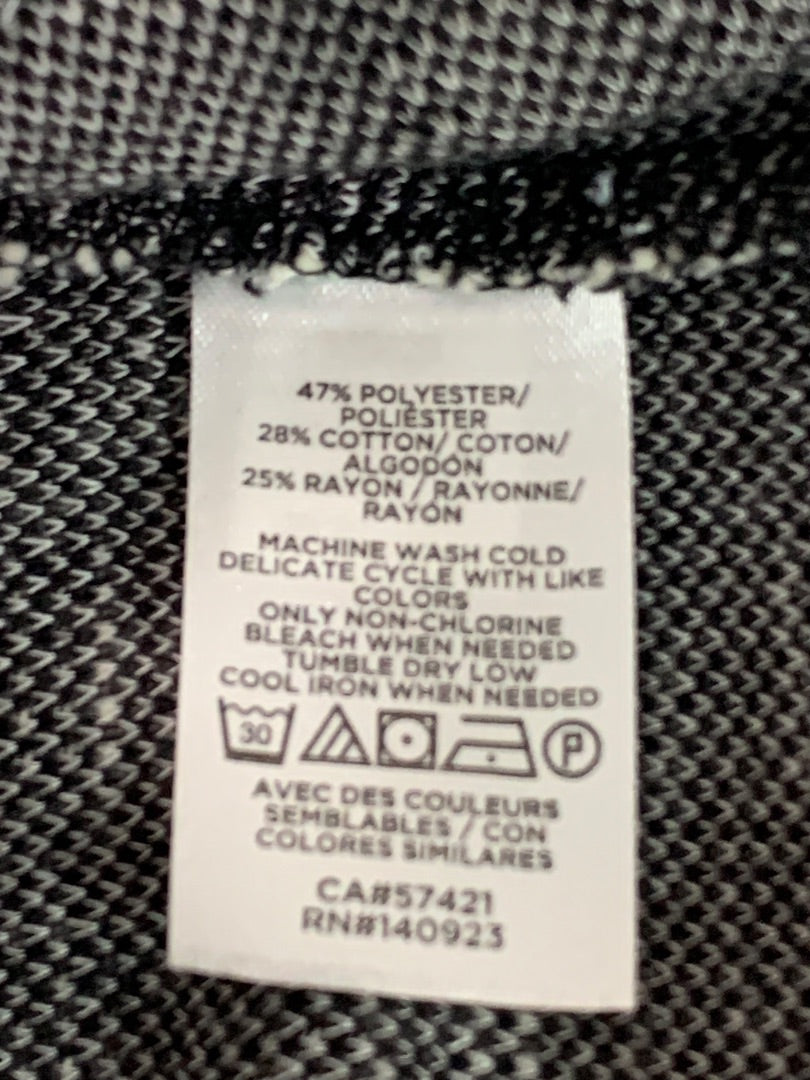 47% POLYESTER/
POLIÉSTER
28% COTTON/ COTON/
ALGODÓN
25% RAYON / RAYONNE/
RAYÓN
MACHINE WASH COLD
DELICATE CYCLE WITH LIKE
COLORS
ONLY NON-CHLORINE
BLEACH WHEN NEEDED
TUMBLE DRY LOW
COOL IRON WHEN NEEDED
30 P
AVEC DES COULEURS
SEMBLABLES / CON
COLORES SIMILARES
CA#57421
RN#140923